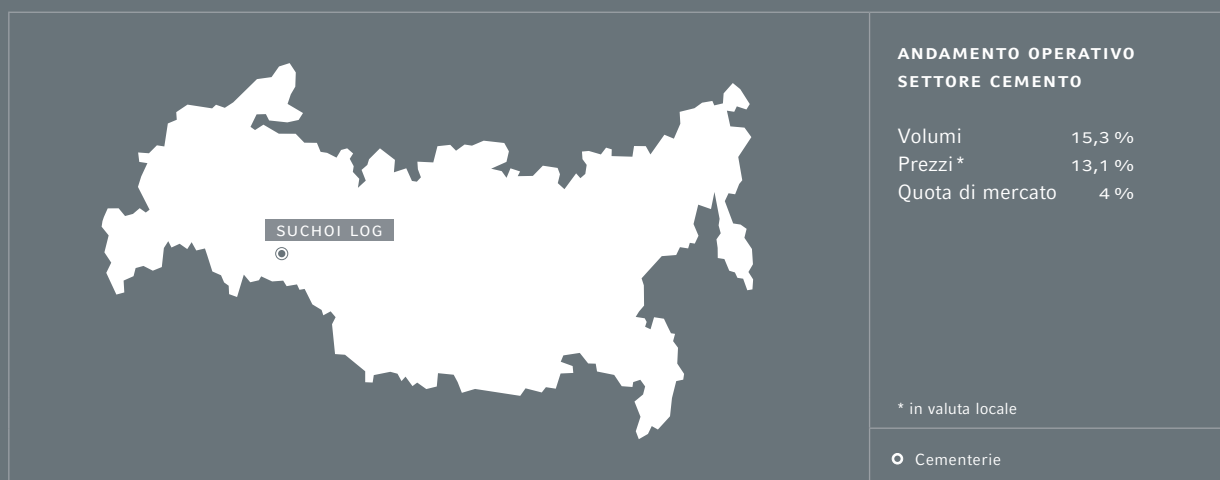 SUCHOI LOG
ANDAMENTO OPERATIVO
SETTORE CEMENTO
Volumi 15,3 %
Prezzi* 13,1 %
Quota di mercato 4 %
* in valuta locale
Cementerie